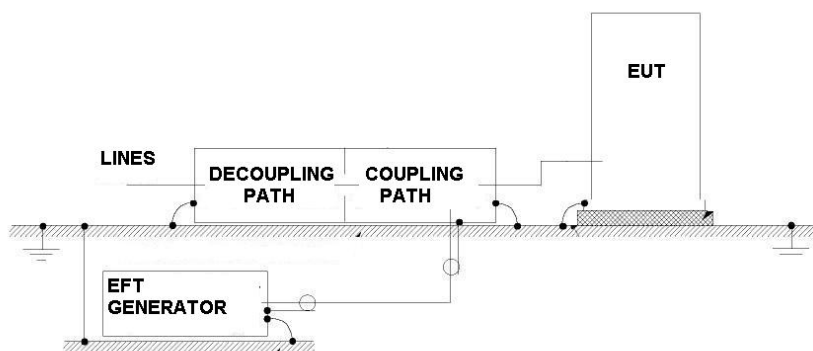 EUT
LINES
DECOUPLING
PATH
COUPLING
PATH
EFT
GENERATOR